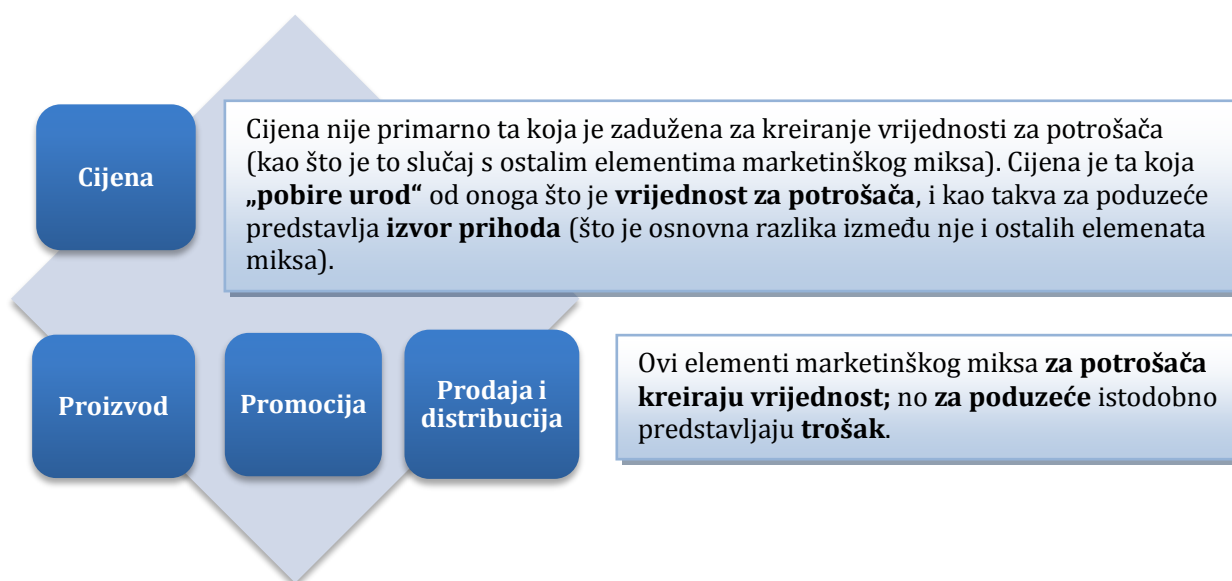 Cijena
Cijena nije primarno ta koja je zadužena za kreiranje vrijednosti za potrošača
(kao što je to slučaj s ostalim elementima marketinškog miksa). Cijena je ta koja
„pobire urod“ od onoga što je vrijednost za potrošača, i kao takva za poduzeće
predstavlja izvor prihoda (što je osnovna razlika između nje i ostalih elemenata
miksa).
Proizvod
Promocija
Prodaja i
distribucija
Ovi elementi marketinškog miksa za potrošača
kreiraju vrijednost; no za poduzeće istodobno
predstavljaju trošak.